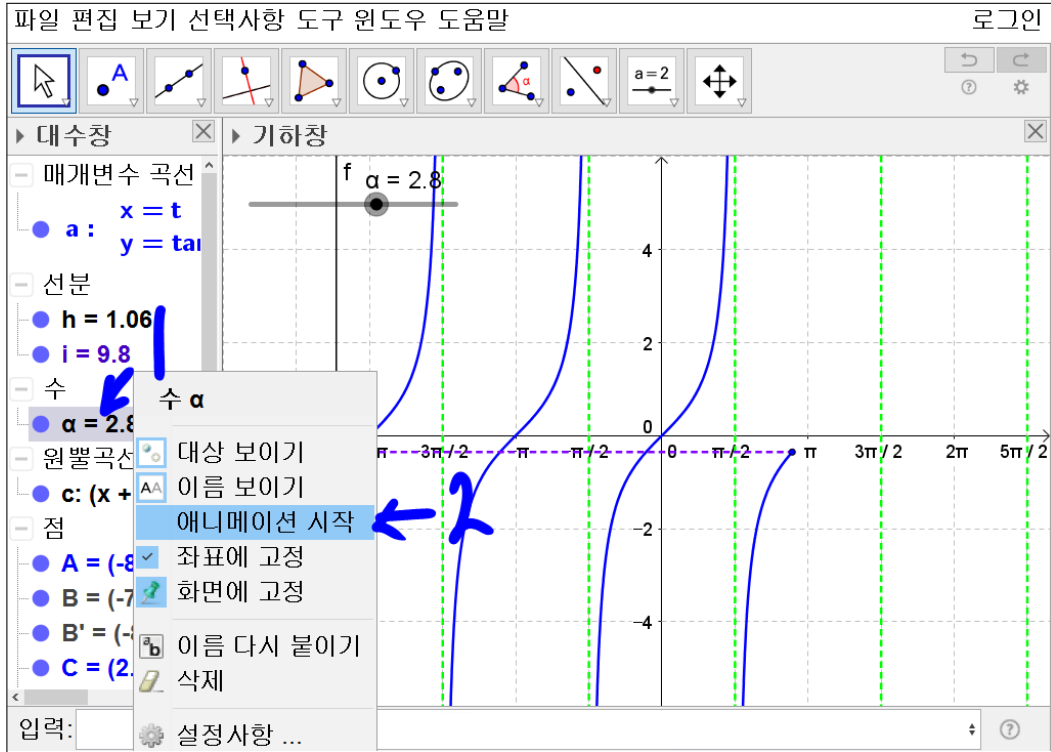 파일 편집 보기 선택사항 도구 윈도우 도움말 로그인
A
α
a=2
대수창
기하창
매개변수 곡선
a : x = t
y = tan
선분
h = 1.06
i = 9.8
수
α = 2.8
원뿔곡선
c: (x +
점
A = (-8
B = (-7
B' = (-8
C = (2.
입력:
수 α
대상 보이기
AA 이름 보이기
애니메이션 시작
좌표에 고정
화면에 고정
ab 이름 다시 붙이기
삭제
설정사항 ...
1
2
f
α = 2.8
4
2
0
π -3π / 2 -π -π / 2 0 π / 2 π 3π / 2 2π 5π / 2
-2
-4